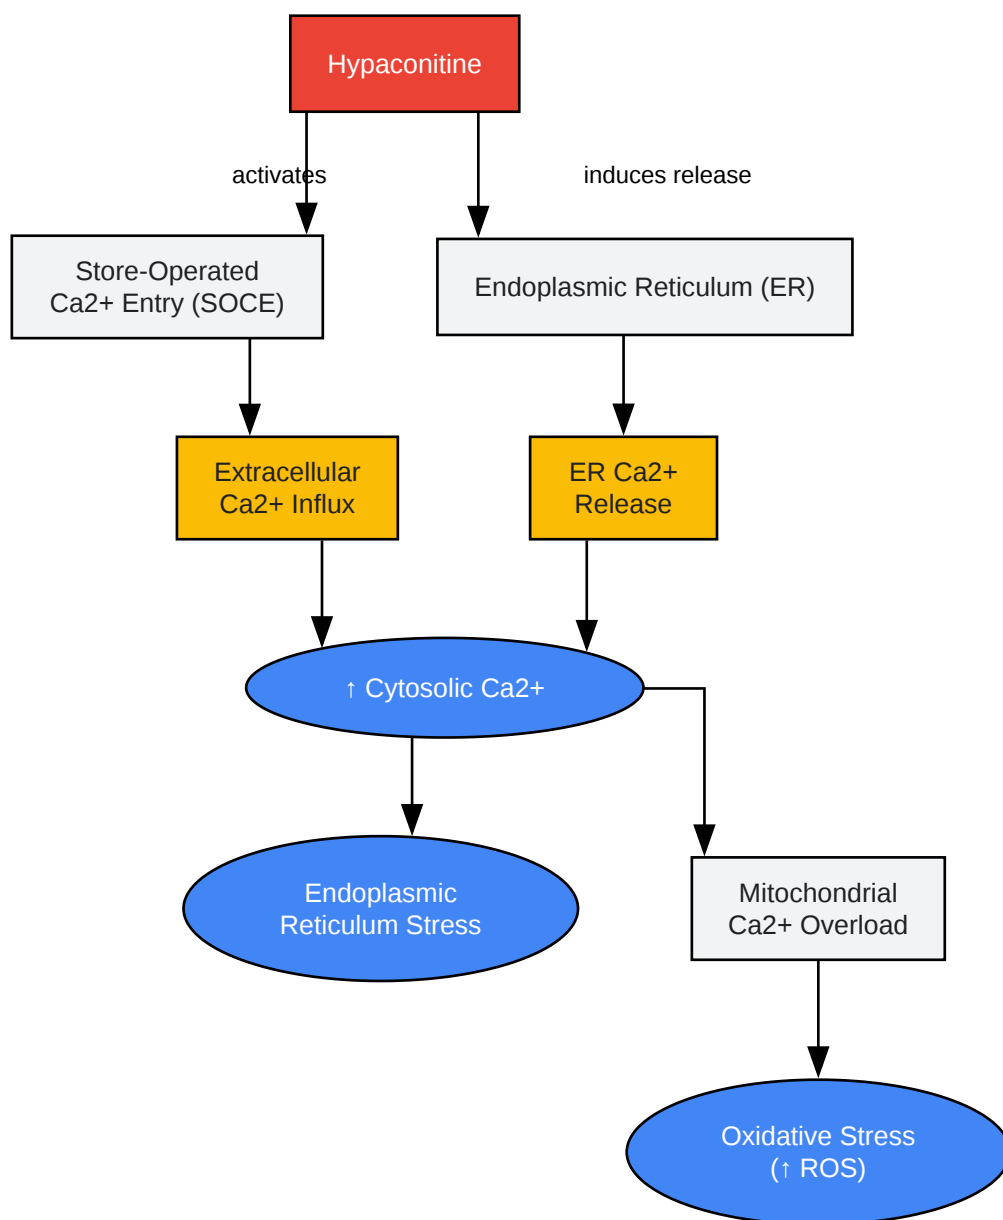 Hypaconitine
activates
induces release
Store-Operated
Ca2+ Entry (SOCE)
Endoplasmic Reticulum (ER)
Extracellular
Ca2+ Influx
ER Ca2+
Release
↑ Cytosolic Ca2+
Endoplasmic
Reticulum Stress
Mitochondrial
Ca2+ Overload
Oxidative Stress
(↑ ROS)